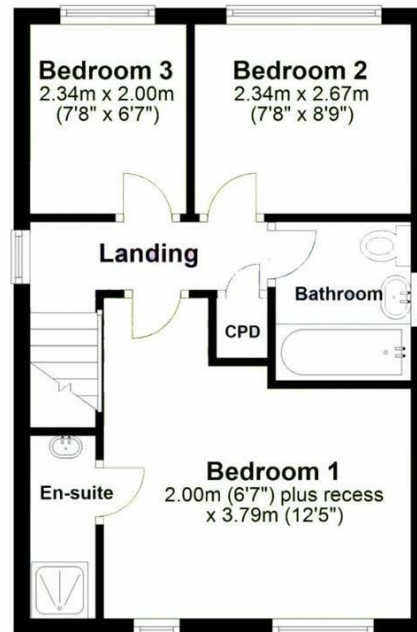 Bedroom 3
2.34m x 2.00m
(7'8" x 6'7")
Bedroom 2
2.34m x 2.67m
(7'8" x 8'9")
Landing
Bathroom
CPD
En-suite
Bedroom 1
2.00m (6'7") plus recess
x 3.79m (12'5")